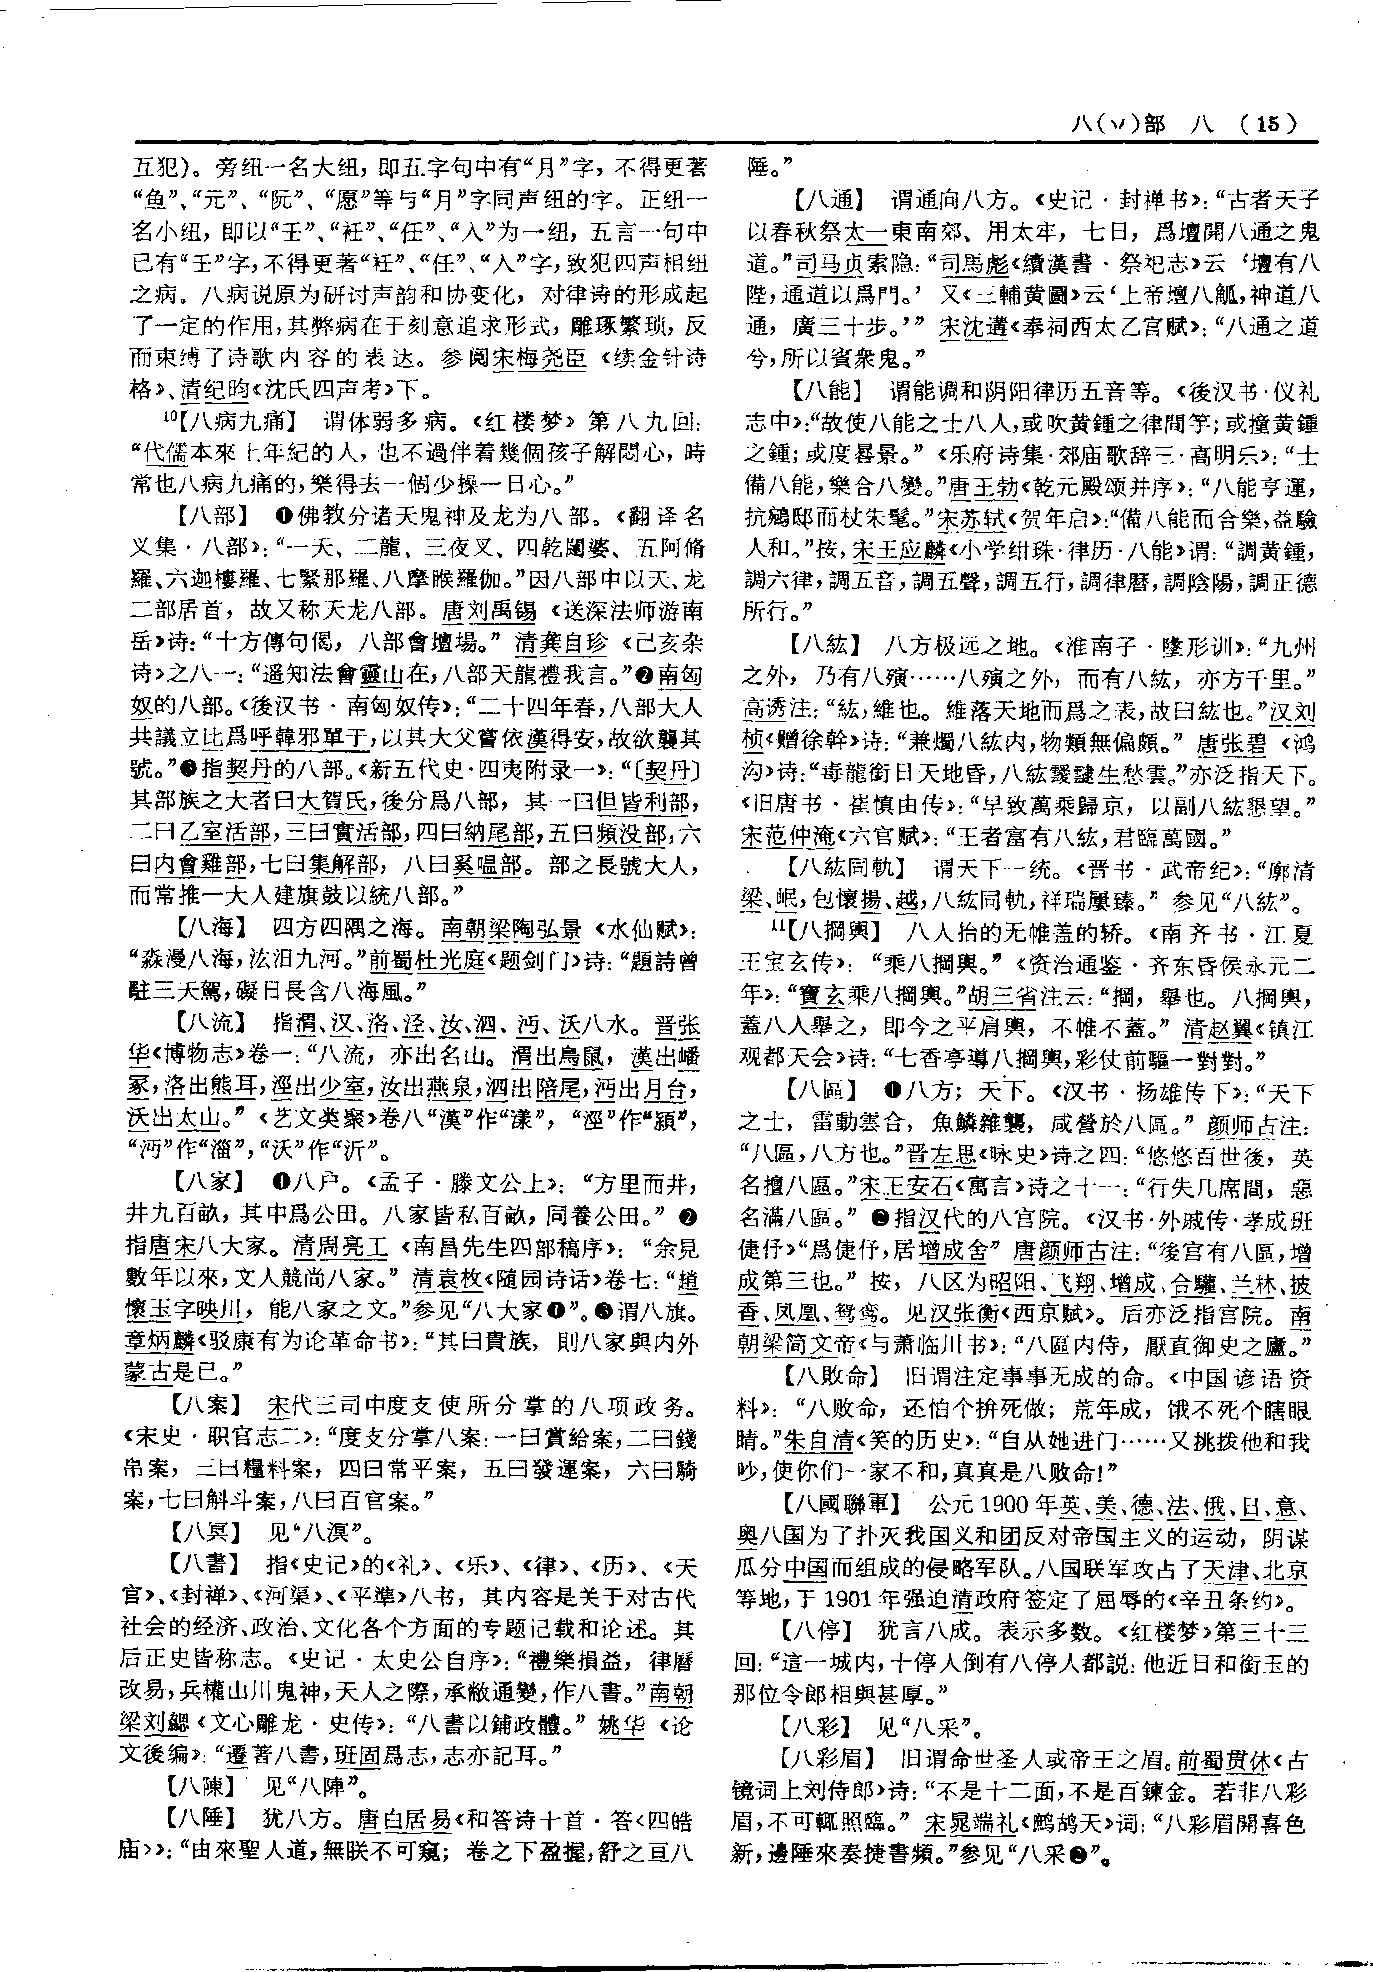 八(丷)部 八 (15)
五犯)。旁纽一名大纽，即五字句中有“月”字，不得更著
“鱼”、“元”、“阮”、“愿”等与“月”字同声纽的字。正纽一
名小纽，即以“壬”、“衽”、“任”、“入”为一纽，五言一句中
已有“壬”字，不得更著“衽”、“任”、“入”字，致犯四声相纽
之病。八病说原为研讨声韵和协变化，对律诗的形成起
了一定的作用，其弊病在于刻意追求形式，雕琢繁琐，反
而束缚了诗歌内容的表达。参阅宋梅尧臣《续金针诗
格》、清纪昀《沈氏四声考》下。
10【八病九痛】 谓体弱多病。《红楼梦》第八九回：
“代儒本來上年紀的人，也不過伴着幾個孩子解悶心，時
常也八病九痛的，樂得去一個少操一日心。”
【八部】 ❶佛教分诸天鬼神及龙为八部。《翻译名
义集·八部》：“一天、二龍、三夜叉、四乾闥婆、五阿脩
羅、六迦樓羅、七緊那羅、八摩睺羅伽。”因八部中以天、龙
二部居首，故又称天龙八部。唐刘禹锡《送深法师游南
岳》诗：“十方傳句偈，八部會壇場。”清龚自珍《己亥杂
诗》之八一：“遥知法會靈山在，八部天龍禮我言。”❷南匈
奴的八部。《後汉书·南匈奴传》：“二十四年春，八部大人
共議立比爲呼韓邪單于，以其大父嘗依漢得安，故欲襲其
號。”❸指契丹的八部。《新五代史·四夷附录一》：“〔契丹〕
其部族之大者曰大賀氏，後分爲八部，其一曰但皆利部，
二曰乙室活部，三曰實活部，四曰納尾部，五曰頻没部，六
曰内會雞部，七曰集解部，八曰奚嗢部。部之長號大人，
而常推一大人建旗鼓以統八部。”
【八海】 四方四隅之海。南朝梁陶弘景《水仙赋》：
“淼漫八海，汯汨九河。”前蜀杜光庭《题剑门》诗：“題詩曾
駐三天駕，礙日長含八海風。”
【八流】 指渭、汉、洛、泾、汝、泗、沔、沃八水。晋张
华《博物志》卷一：“八流，亦出名山。渭出鳥鼠，漢出嶓
冢，洛出熊耳，涇出少室，汝出燕泉，泗出陪尾，沔出月台，
沃出太山。”《艺文类聚》卷八“漢”作“漾”，“涇”作“潁”，
“沔”作“淄”，“沃”作“沂”。
【八家】 ❶八户。《孟子·滕文公上》：“方里而井，
井九百畝，其中爲公田。八家皆私百畝，同養公田。”❷
指唐宋八大家。清周亮工《南昌先生四部稿序》：“余見
數年以來，文人競尚八家。”清袁枚《随园诗话》卷七：“趙
懷玉字映川，能八家之文。”参见“八大家❶”。❸谓八旗。
章炳麟《驳康有为论革命书》：“其曰貴族，則八家與内外
蒙古是已。”
【八案】 宋代三司中度支使所分掌的八项政务。
《宋史·职官志二》：“度支分掌八案：一曰賞給案，二曰錢
帛案，三曰糧料案，四曰常平案，五曰發運案，六曰騎
案，七曰斛斗案，八曰百官案。”
【八冥】 见“八溟”。
【八書】 指《史记》的《礼》、《乐》、《律》、《历》、《天
官》、《封禅》、《河渠》、《平準》八书，其内容是关于对古代
社会的经济、政治、文化各个方面的专题记载和论述。其
后正史皆称志。《史记·太史公自序》：“禮樂損益，律曆
改易，兵權山川鬼神，天人之際，承敝通變，作八書。”南朝
梁刘勰《文心雕龙·史传》：“八書以鋪政體。”姚华《论
文後编》：“遷著八書，班固爲志，志亦記耳。”
【八陳】 见“八陣”。
【八陲】 犹八方。唐白居易《和答诗十首·答〈四皓
庙〉》：“由來聖人道，無朕不可窺；卷之下盈握，舒之亘八
陲。”
【八通】 谓通向八方。《史记·封禅书》：“古者天子
以春秋祭太一東南郊、用太牢，七日，爲壇開八通之鬼
道。”司马贞索隐：“司馬彪《續漢書·祭祀志》云‘壇有八
陛，通道以爲門。’又《三輔黄圖》云‘上帝壇八觚，神道八
通，廣三十步。’”宋沈遘《奉祠西太乙宫赋》：“八通之道
兮，所以賓衆鬼。”
【八能】 谓能调和阴阳律历五音等。《後汉书·仪礼
志中》：“故使八能之士八人，或吹黄鍾之律間竽；或撞黄鍾
之鍾；或度晷景。”《乐府诗集·郊庙歌辞三·高明乐》：“士
備八能，樂合八變。”唐王勃《乾元殿颂并序》：“八能亨運，
抗鵷邸而杖朱髦。”宋苏轼《贺年启》：“備八能而合樂，益驗
人和。”按，宋王应麟《小学绀珠·律历·八能》谓：“調黄鍾，
調六律，調五音，調五聲，調五行，調律曆，調陰陽，調正德
所行。”
【八紘】 八方极远之地。《淮南子·墬形训》：“九州
之外，乃有八殥……八殥之外，而有八紘，亦方千里。”
高诱注：“紘，維也。維落天地而爲之表，故曰紘也。”汉刘
桢《赠徐幹》诗：“兼燭八紘内，物類無偏頗。”唐张碧《鸿
沟》诗：“毒龍銜日天地昏，八紘靉靆生愁雲。”亦泛指天下。
《旧唐书·崔慎由传》：“早致萬乘歸京，以副八紘懇望。”
宋范仲淹《六官赋》：“王者富有八紘，君臨萬國。”
【八紘同軌】 谓天下一统。《晋书·武帝纪》：“廓清
梁、岷，包懷揚、越，八紘同軌，祥瑞屢臻。”参见“八紘”。
11【八掆輿】 八人抬的无帷盖的轿。《南齐书·江夏
王宝玄传》：“乘八掆輿。”《资治通鉴·齐东昏侯永元二
年》：“寶玄乘八掆輿。”胡三省注云：“掆，舉也。八掆輿，
蓋八人舉之，即今之平肩輿，不帷不蓋。”清赵翼《镇江
观都天会》诗：“七香亭導八掆輿，彩仗前驅一對對。”
【八區】 ❶八方；天下。《汉书·扬雄传下》：“天下
之士，雷動雲合，魚鱗雜襲，咸營於八區。”颜师古注：
“八區，八方也。”晋左思《咏史》诗之四：“悠悠百世後，英
名擅八區。”宋王安石《寓言》诗之十一：“行失几席間，惡
名滿八區。”❷指汉代的八宫院。《汉书·外戚传·孝成班
倢伃》“爲倢伃，居增成舍”唐颜师古注：“後宫有八區，增
成第三也。”按，八区为昭阳、飞翔、增成、合驩、兰林、披
香、凤凰、鸳鸾。见汉张衡《西京赋》。后亦泛指宫院。南
朝梁简文帝《与萧临川书》：“八區内侍，厭直御史之廬。”
【八敗命】 旧谓注定事事无成的命。《中国谚语资
料》：“八败命，还怕个拚死做；荒年成，饿不死个瞎眼
睛。”朱自清《笑的历史》：“自从她进门……又挑拨他和我
吵，使你们一家不和，真真是八败命！”
【八國聯軍】 公元1900年英、美、德、法、俄、日、意、
奥八国为了扑灭我国义和团反对帝国主义的运动，阴谋
瓜分中国而组成的侵略军队。八国联军攻占了天津、北京
等地，于1901年强迫清政府签定了屈辱的《辛丑条约》。
【八停】 犹言八成。表示多数。《红楼梦》第三十三
回：“這一城内，十停人倒有八停人都説：他近日和銜玉的
那位令郎相與甚厚。”
【八彩】 见“八采”。
【八彩眉】 旧谓命世圣人或帝王之眉。前蜀贯休《古
镜词上刘侍郎》诗：“不是十二面，不是百鍊金。若非八彩
眉，不可輒照臨。”宋晁端礼《鹧鸪天》词：“八彩眉開喜色
新，邊陲來奏捷書頻。”参见“八采❷”。